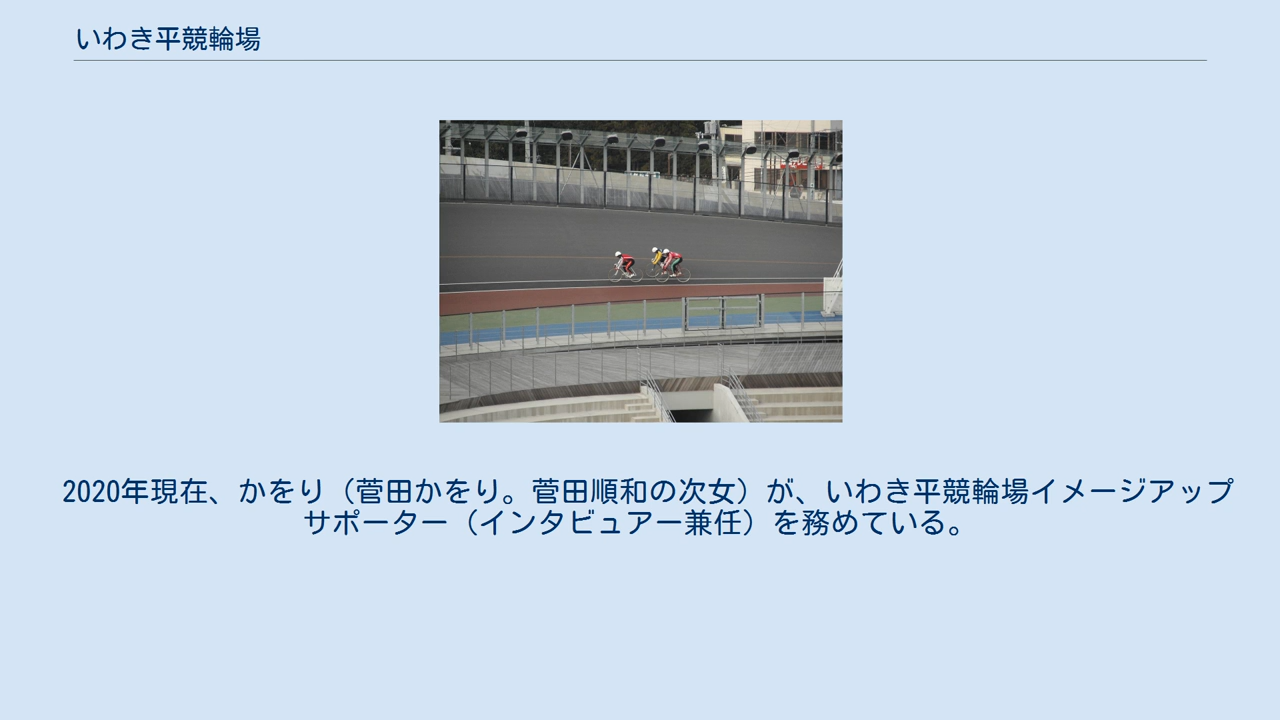 いわき平競輪場
2020年現在、かをり（菅田かをり。菅田順和の次女）が、いわき平競輪場イメージアップ
サポーター（インタビュアー兼任）を務めている。